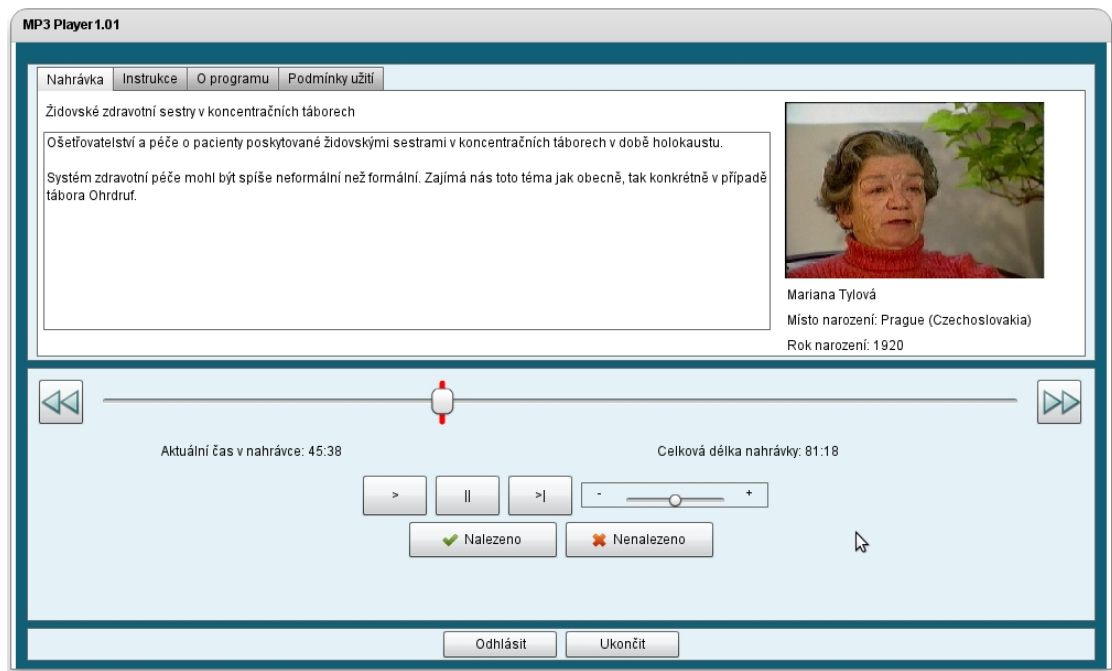 MP3 Player1.01
Nahrávka Instrukce O programu Podmínky užití
Židovské zdravotní sestry v koncentračních táborech
Ošetřovatelství a péče o pacienty poskytované židovskými sestrami v koncentračních táborech v době holokaustu.
Systém zdravotní péče mohl být spíše neformální než formální. Zajímá nás toto téma jak obecně, tak konkrétně v případě
tábora Ohrdruf.
Mariana Tylová
Místo narození: Prague (Czechoslovakia)
Rok narození: 1920
Aktuální čas v nahrávce: 45:38
Celková délka nahrávky: 81:18
> || >| - +
Nalezeno Nenalezeno
Odhlásit Ukončit